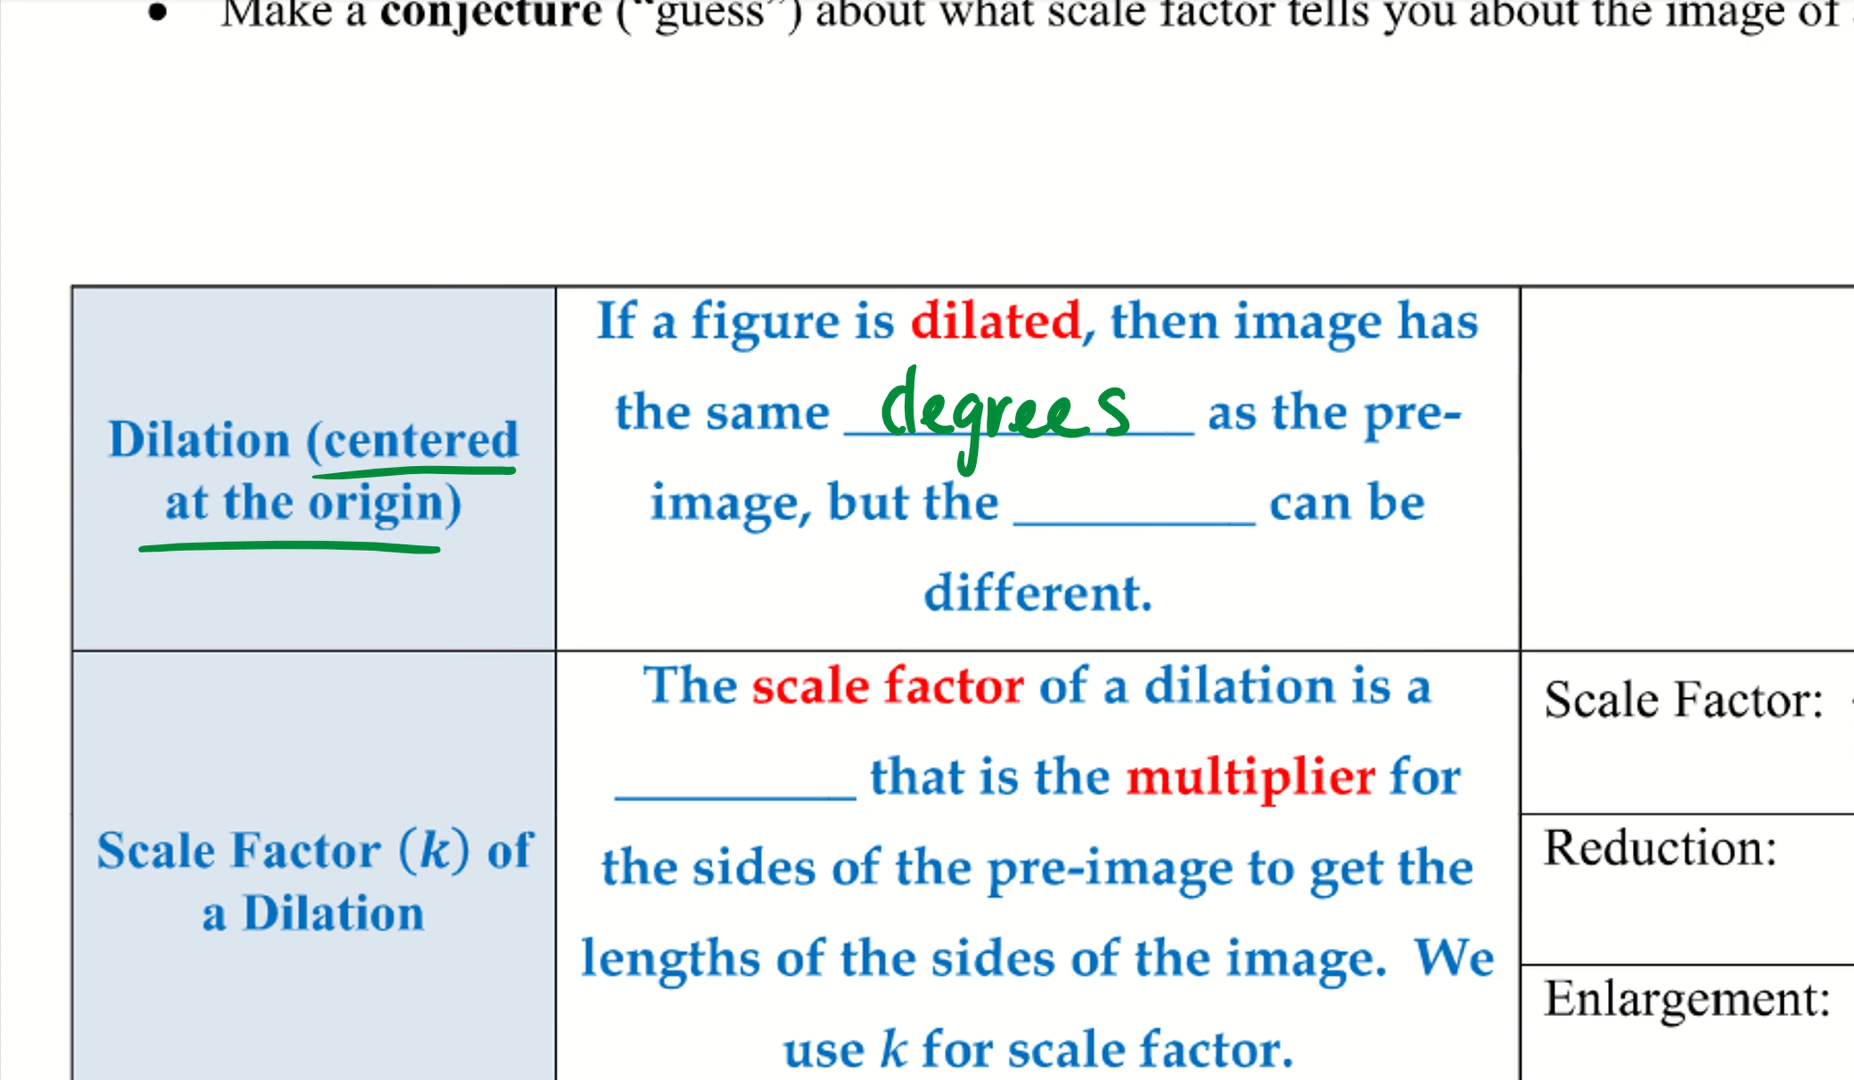 • Make a conjecture ("guess") about what scale factor tells you about the image of
Dilation (centered
at the origin)
If a figure is dilated, then image has
the same degrees as the pre-
image, but the __________ can be
different.
Scale Factor (k) of
a Dilation
The scale factor of a dilation is a
__________ that is the multiplier for
the sides of the pre-image to get the
lengths of the sides of the image. We
use k for scale factor.
Scale Factor:
Reduction:
Enlargement: